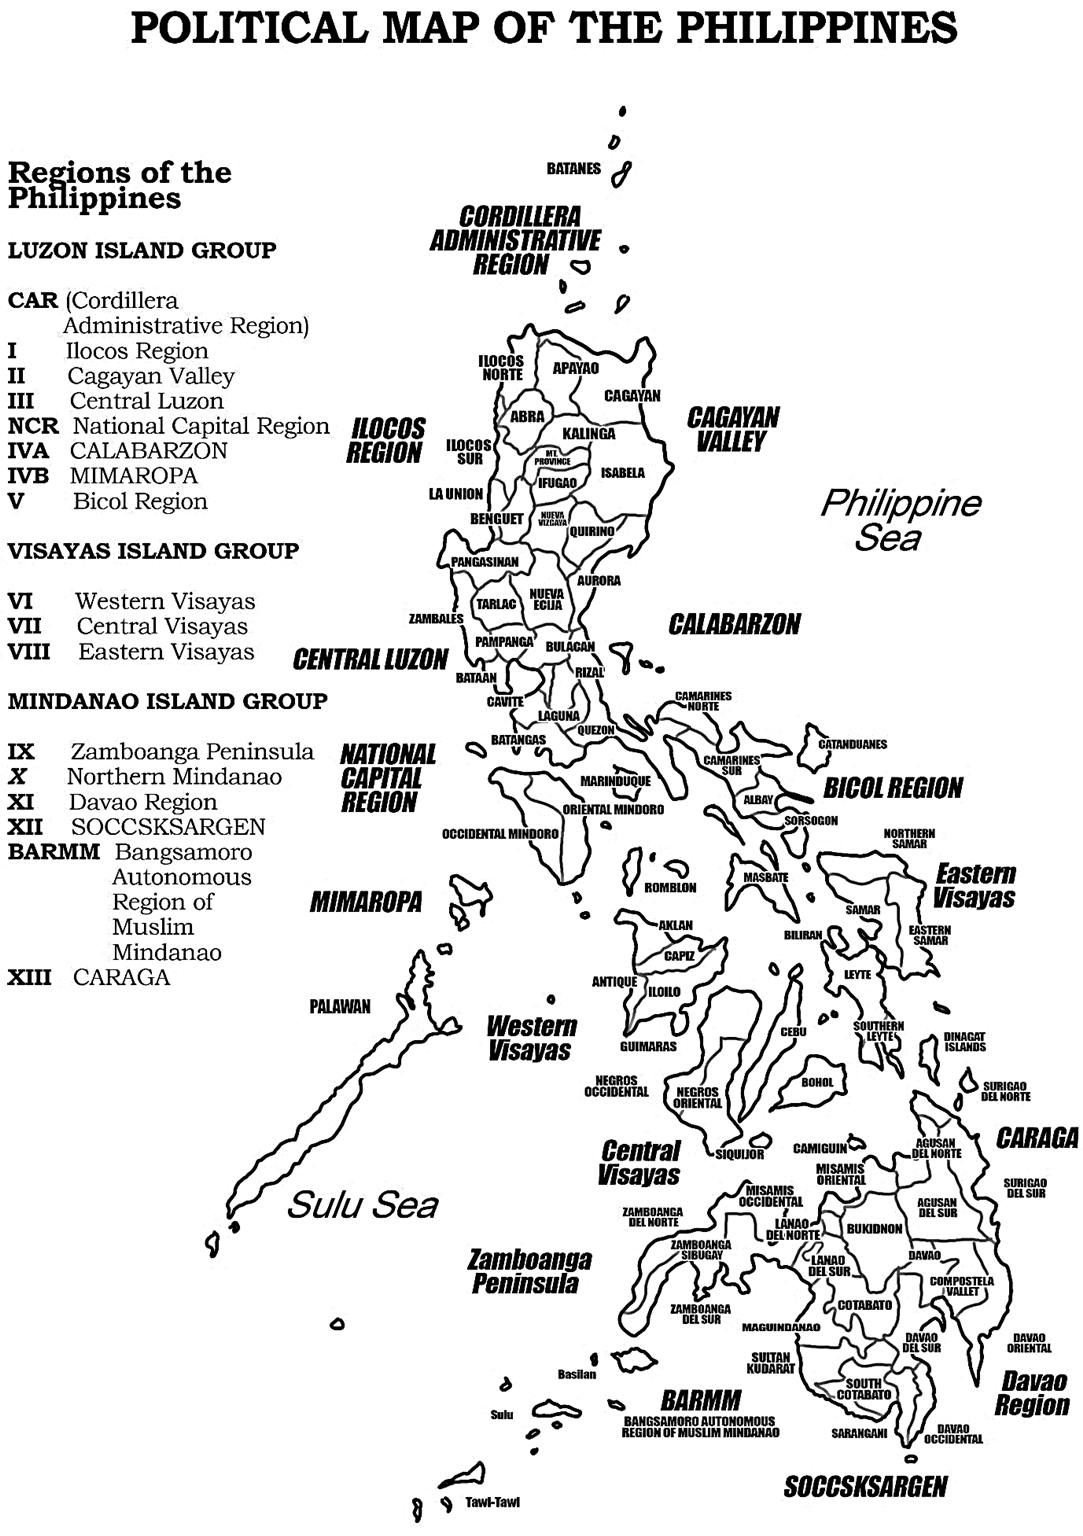 POLITICAL MAP OF THE PHILIPPINES
Regions of the
Philippines
LUZON ISLAND GROUP
CAR (Cordillera
Administrative Region)
I Ilocos Region
II Cagayan Valley
III Central Luzon
NCR National Capital Region
IVA CALABARZON
IVB MIMAROPA
V Bicol Region
VISAYAS ISLAND GROUP
VI Western Visayas
VII Central Visayas
VIII Eastern Visayas
MINDANAO ISLAND GROUP
IX Zamboanga Peninsula
X Northern Mindanao
XI Davao Region
XII SOCCSKSARGEN
BARMM Bangsamoro
Autonomous
Region of
Muslim
Mindanao
XIII CARAGA
BATANES
CORDILLERA
ADMINISTRATIVE
REGION
ILOCOS
NORTE
APAYAO
CAGAYAN
ABRA
KALINGA
ILOCOS
REGION
CAGAYAN
VALLEY
ILOCOS
SUR
MT.
PROVINCE
ISABELA
IFUGAO
LA UNION
BENGUET
NUEVA
VIZCAYA
QUIRINO
Philippine
Sea
PANGASINAN
AURORA
TARLAC
NUEVA
ECIJA
ZAMBALES
CALABARZON
PAMPANGA
BULACAN
CENTRAL LUZON
BATAAN
RIZAL
CAVITE
LAGUNA
QUEZON
BATANGAS
CAMARINES
NORTE
CATANDUANES
NATIONAL
CAPITAL
REGION
MARINDUQUE
CAMARINES
SUR
BICOL REGION
ALBAY
ORIENTAL MINDORO
SORSOGON
OCCIDENTAL MINDORO
NORTHERN
SAMAR
MASBATE
ROMBLON
Eastern
Visayas
MIMAROPA
SAMAR
AKLAN
BILIRAN
EASTERN
SAMAR
CAPIZ
LEYTE
ANTIQUE
ILOILO
PALAWAN
Western
Visayas
CEBU
SOUTHERN
LEYTE
GUIMARAS
DINAGAT
ISLANDS
NEGROS
OCCIDENTAL
NEGROS
ORIENTAL
BOHOL
SURIGAO
DEL NORTE
Central
Visayas
SIQUIJOR
CAMIGUIN
AGUSAN
DEL NORTE
CARAGA
MISAMIS
ORIENTAL
SURIGAO
DEL SUR
MISAMIS
OCCIDENTAL
AGUSAN
DEL SUR
Sulu Sea
ZAMBOANGA
DEL NORTE
LANAO
DEL NORTE
BUKIDNON
ZAMBOANGA
SIBUGAY
Zamboanga
Peninsula
LANAO
DEL SUR
DAVAO
COMPOSTELA
VALLET
COTABATO
ZAMBOANGA
DEL SUR
MAGUINDANAO
DAVAO
DEL SUR
DAVAO
ORIENTAL
SULTAN
KUDARAT
Basilan
SOUTH
COTABATO
Davao
Region
BARMM
BANGSAMORO AUTONOMOUS
REGION OF MUSLIM MINDANAO
Sulu
SARANGANI
DAVAO
OCCIDENTAL
SOCCSKSARGEN
Tawi-Tawi